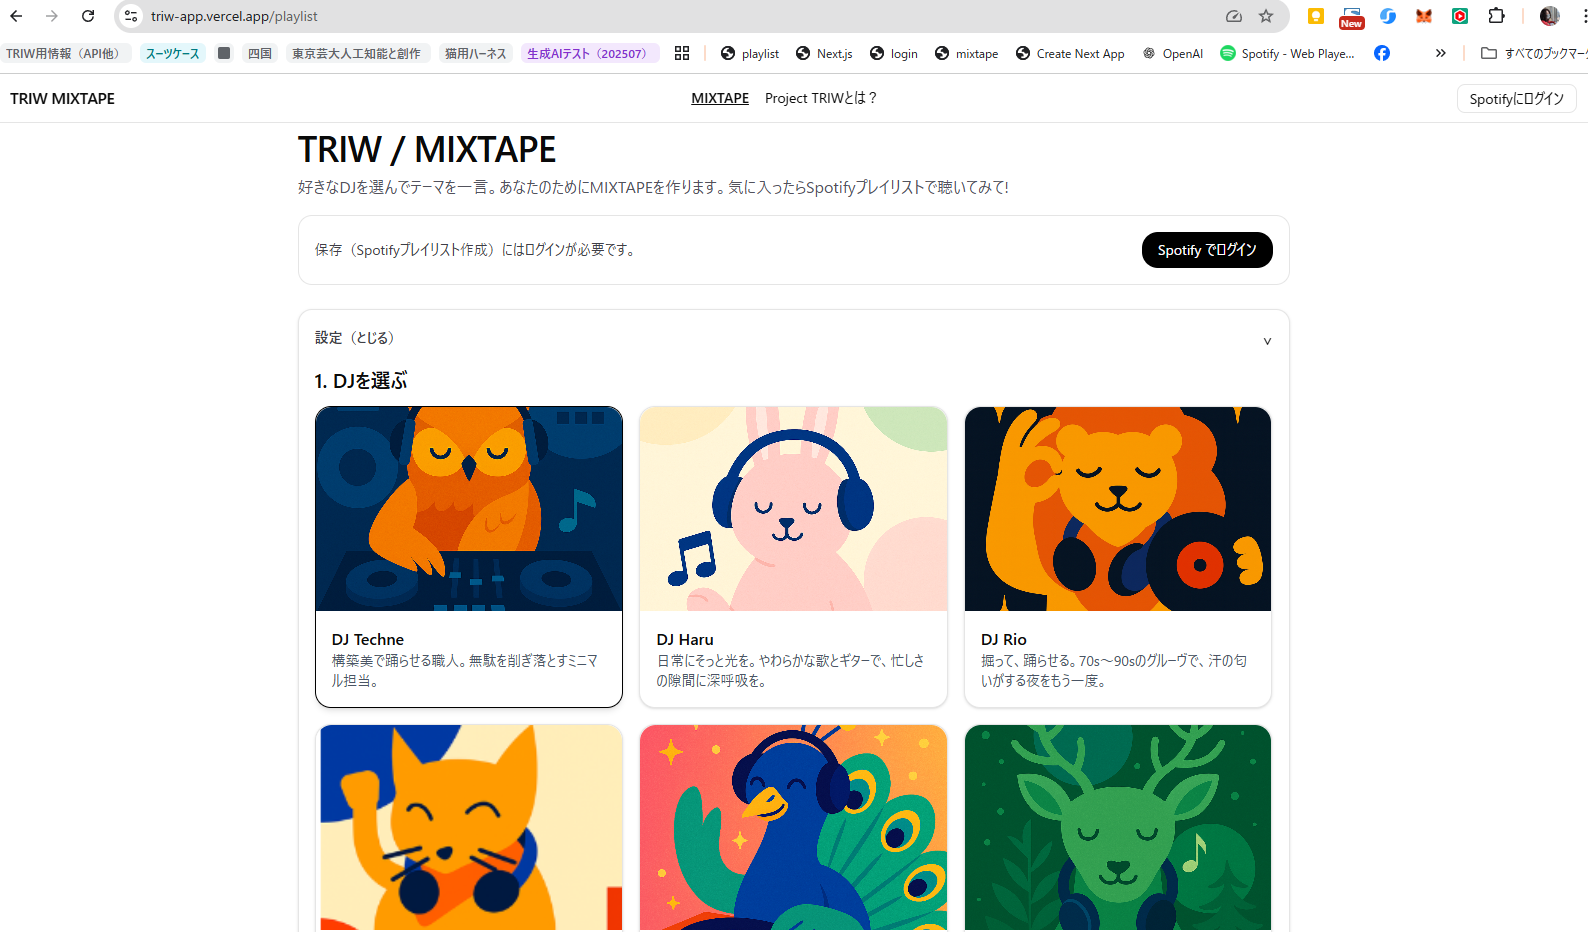 triw-app.vercel.app/playlist
New
TRIW用情報（API他） スーツケース 四国 東京芸大人工知能と創作 猫用ハーネス 生成AIテスト（202507） playlist Next.js login mixtape Create Next App OpenAI Spotify - Web Playe... » すべてのブックマーク
TRIW MIXTAPE MIXTAPE Project TRIWとは？ Spotifyにログイン
TRIW / MIXTAPE
好きなDJを選んでテーマを一言。あなたのためにMIXTAPEを作ります。気に入ったらSpotifyプレイリストで聴いてみて!
保存（Spotifyプレイリスト作成）にはログインが必要です。 Spotify でログイン
設定（とじる） v
1. DJを選ぶ
DJ Techne
構築美で踊らせる職人。無駄を削ぎ落とすミニマ
ル担当。
DJ Haru
日常にそっと光を。やわらかな歌とギターで、忙しさ
の隙間に深呼吸を。
DJ Rio
掘って、踊らせる。70s〜90sのグルーヴで、汗の匂
いがする夜をもう一度。